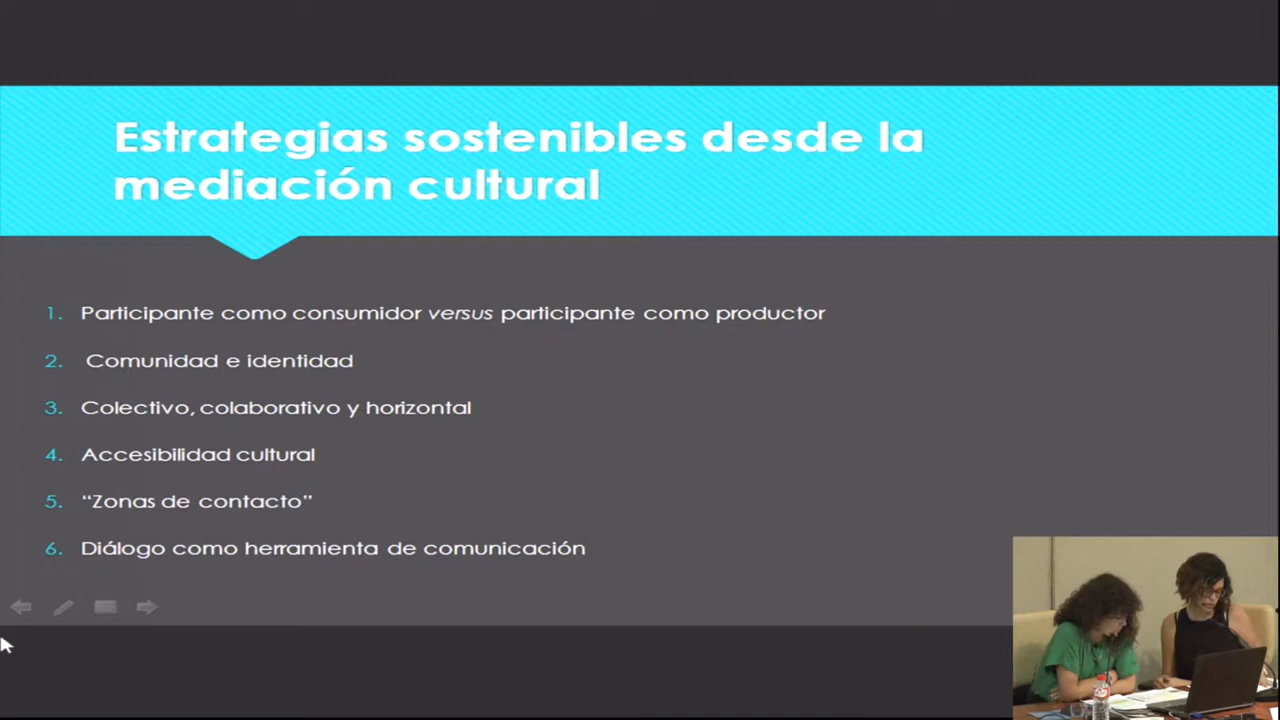 Estrategias sostenibles desde la
mediación cultural
1. Participante como consumidor versus participante como productor
2. Comunidad e identidad
3. Colectivo, colaborativo y horizontal
4. Accesibilidad cultural
5. “Zonas de contacto”
6. Diálogo como herramienta de comunicación